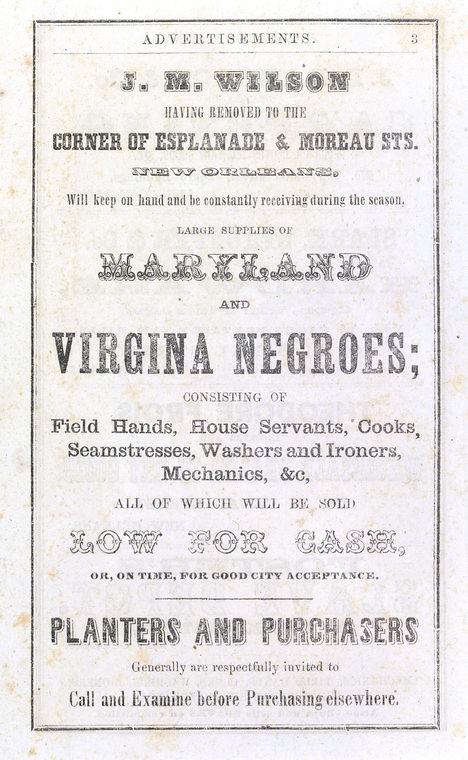 ADVERTISEMENTS. 3
J. M. WILSON
HAVING REMOVED TO THE
CORNER OF ESPLANADE & MOREAU STS.
NEW ORLEANS,
Will keep on hand and be constantly receiving during the season,
LARGE SUPPLIES OF
MARYLAND
AND
VIRGINA NEGROES;
CONSISTING OF
Field Hands, House Servants, Cooks,
Seamstresses, Washers and Ironers,
Mechanics, &c,
ALL OF WHICH WILL BE SOLD
LOW FOR CASH,
OR, ON TIME, FOR GOOD CITY ACCEPTANCE.
PLANTERS AND PURCHASERS
Generally are respectfully invited to
Call and Examine before Purchasing elsewhere.